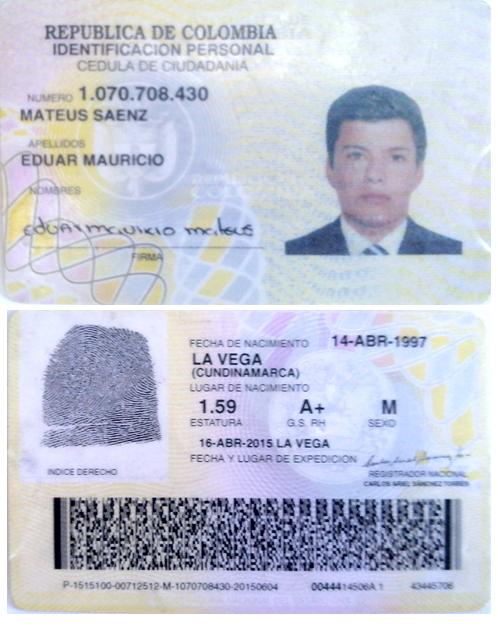 REPUBLICA DE COLOMBIA
IDENTIFICACION PERSONAL
CEDULA DE CIUDADANIA
NUMERO 1.070.708.430
MATEUS SAENZ
APELLIDOS
EDUAR MAURICIO
NOMBRES
eduar mauricio mateus
FIRMA
FECHA DE NACIMIENTO 14-ABR-1997
LA VEGA
(CUNDINAMARCA)
LUGAR DE NACIMIENTO
1.59 A+ M
ESTATURA G.S. RH SEXO
16-ABR-2015 LA VEGA
FECHA Y LUGAR DE EXPEDICION
REGISTRADOR NACIONAL
CARLOS ARIEL SÁNCHEZ TORRES
INDICE DERECHO
P-1515100-00712512-M-1070708430-20150604 0044414506A 1 43445706